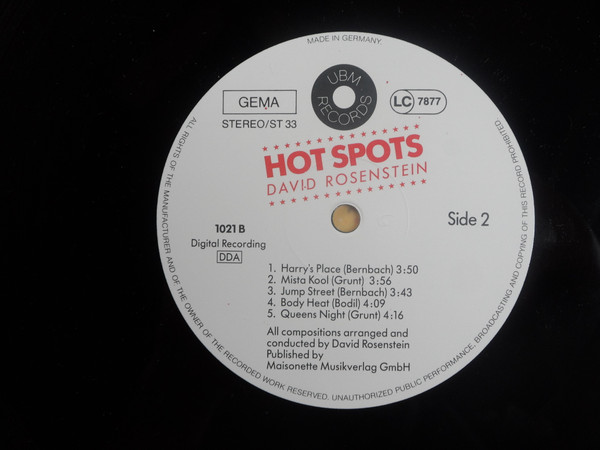 MADE IN GERMANY.
UBM
RECORDS
GEMA
LC 7877
STEREO/ST 33
HOT SPOTS
DAVID ROSENSTEIN
1021 B
Side 2
Digital Recording
DDA
1. Harry's Place (Bernbach) 3:50
2. Mista Kool (Grunt) 3:56
3. Jump Street (Bernbach) 3:43
4. Body Heat (Bodil) 4:09
5. Queens Night (Grunt) 4:16
All compositions arranged and
conducted by David Rosenstein
Published by
Maisonette Musikverlag GmbH
ALL RIGHTS OF THE MANUFACTURER AND OF THE OWNER OF THE RECORDED WORK RESERVED. UNAUTHORIZED PUBLIC PERFORMANCE, BROADCASTING AND COPYING OF THIS RECORD PROHIBITED